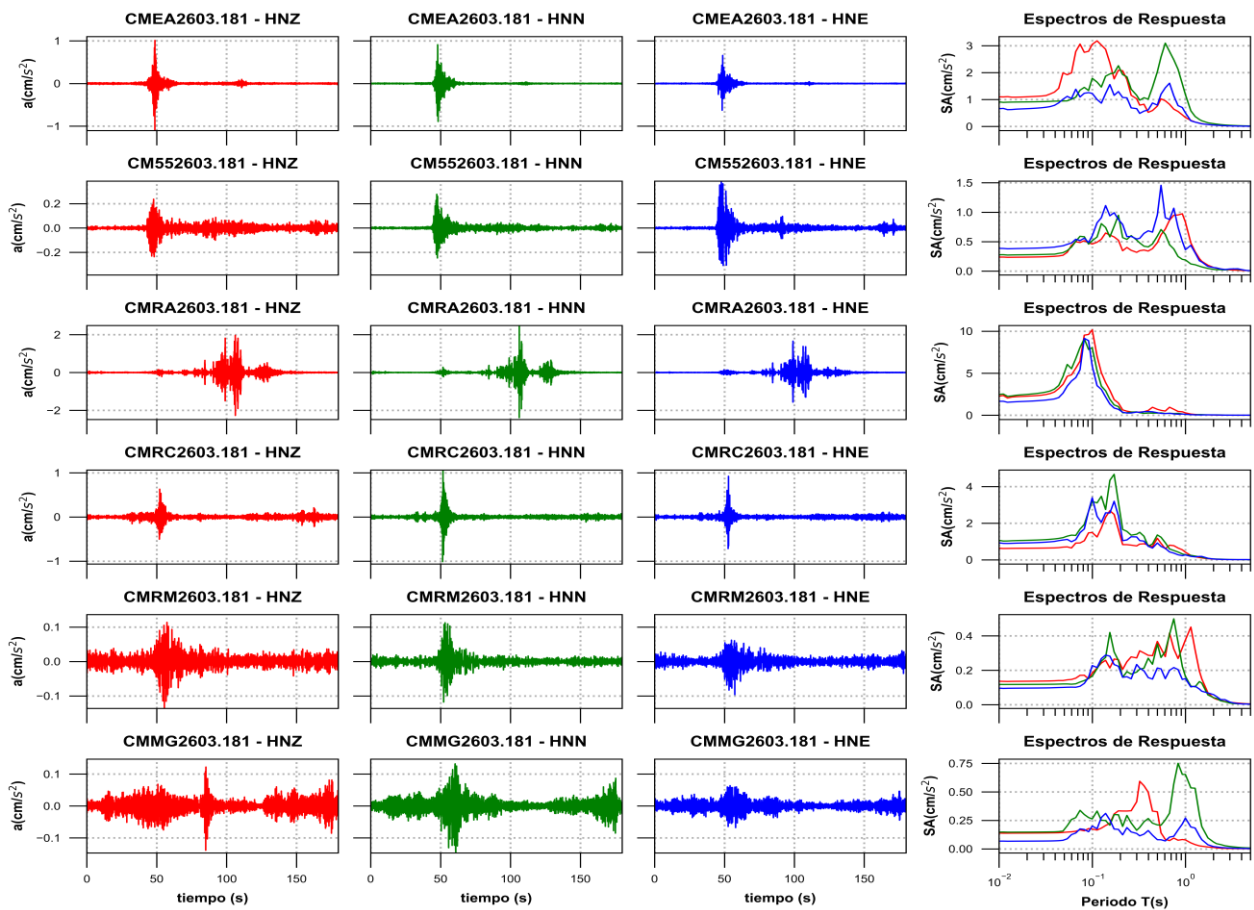 CMEA2603.181 - HNZ CMEA2603.181 - HNN CMEA2603.181 - HNE Espectros de Respuesta
a(cm/s²) 1 0 −1 SA(cm/s²) 3 2 1 0
CM552603.181 - HNZ CM552603.181 - HNN CM552603.181 - HNE Espectros de Respuesta
a(cm/s²) 0.2 0.0 −0.2 SA(cm/s²) 1.5 1.0 0.5 0.0
CMRA2603.181 - HNZ CMRA2603.181 - HNN CMRA2603.181 - HNE Espectros de Respuesta
a(cm/s²) 2 0 −2 SA(cm/s²) 10 5 0
CMRC2603.181 - HNZ CMRC2603.181 - HNN CMRC2603.181 - HNE Espectros de Respuesta
a(cm/s²) 1 0 −1 SA(cm/s²) 4 2 0
CMRM2603.181 - HNZ CMRM2603.181 - HNN CMRM2603.181 - HNE Espectros de Respuesta
a(cm/s²) 0.1 0.0 −0.1 SA(cm/s²) 0.4 0.2 0.0
CMMG2603.181 - HNZ CMMG2603.181 - HNN CMMG2603.181 - HNE Espectros de Respuesta
a(cm/s²) 0.1 0.0 −0.1 SA(cm/s²) 0.75 0.50 0.25 0.00
0 50 100 150 0 50 100 150 0 50 100 150 10⁻² 10⁻¹ 10⁰
tiempo (s) tiempo (s) tiempo (s) Periodo T(s)